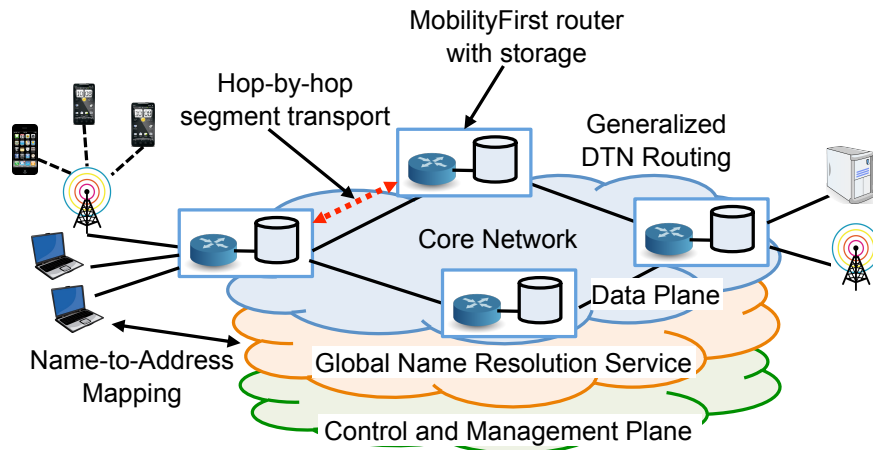 MobilityFirst router
with storage
Hop-by-hop
segment transport
Generalized
DTN Routing
Core Network
Data Plane
Name-to-Address
Mapping
Global Name Resolution Service
Control and Management Plane